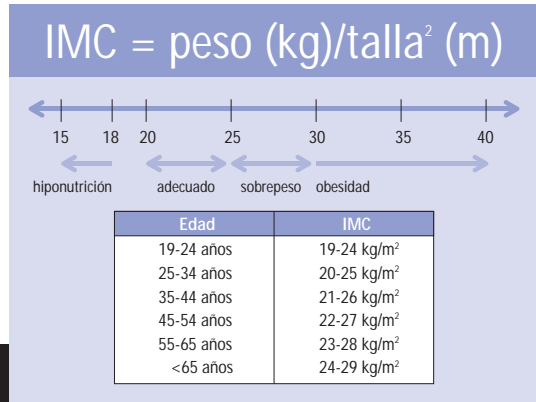 IMC = peso (kg)/talla² (m)
15 18 20 25 30 35 40
hiponutrición adecuado sobrepeso obesidad
Edad IMC
19-24 años 19-24 kg/m²
25-34 años 20-25 kg/m²
35-44 años 21-26 kg/m²
45-54 años 22-27 kg/m²
55-65 años 23-28 kg/m²
<65 años 24-29 kg/m²